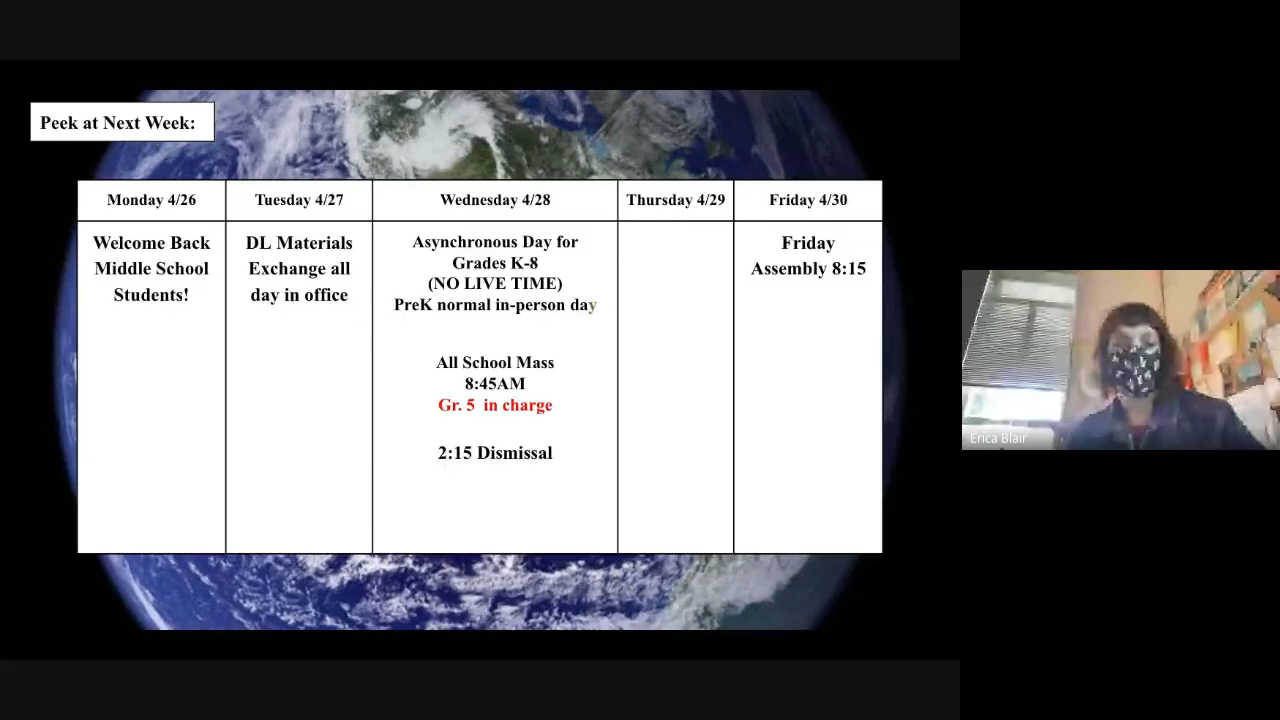 Peek at Next Week:
Monday 4/26
Tuesday 4/27
Wednesday 4/28
Thursday 4/29
Friday 4/30
Welcome Back
Middle School
Students!
DL Materials
Exchange all
day in office
Asynchronous Day for
Grades K-8
(NO LIVE TIME)
PreK normal in-person day
All School Mass
8:45AM
Gr. 5 in charge
2:15 Dismissal
Friday
Assembly 8:15
Erica Blair